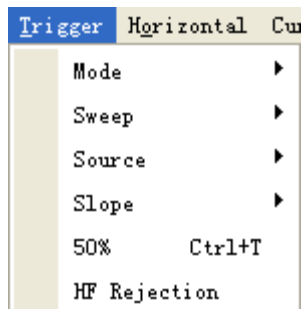 Trigger Horizontal Cu
Mode
Sweep
Source
Slope
50% Ctrl+T
HF Rejection